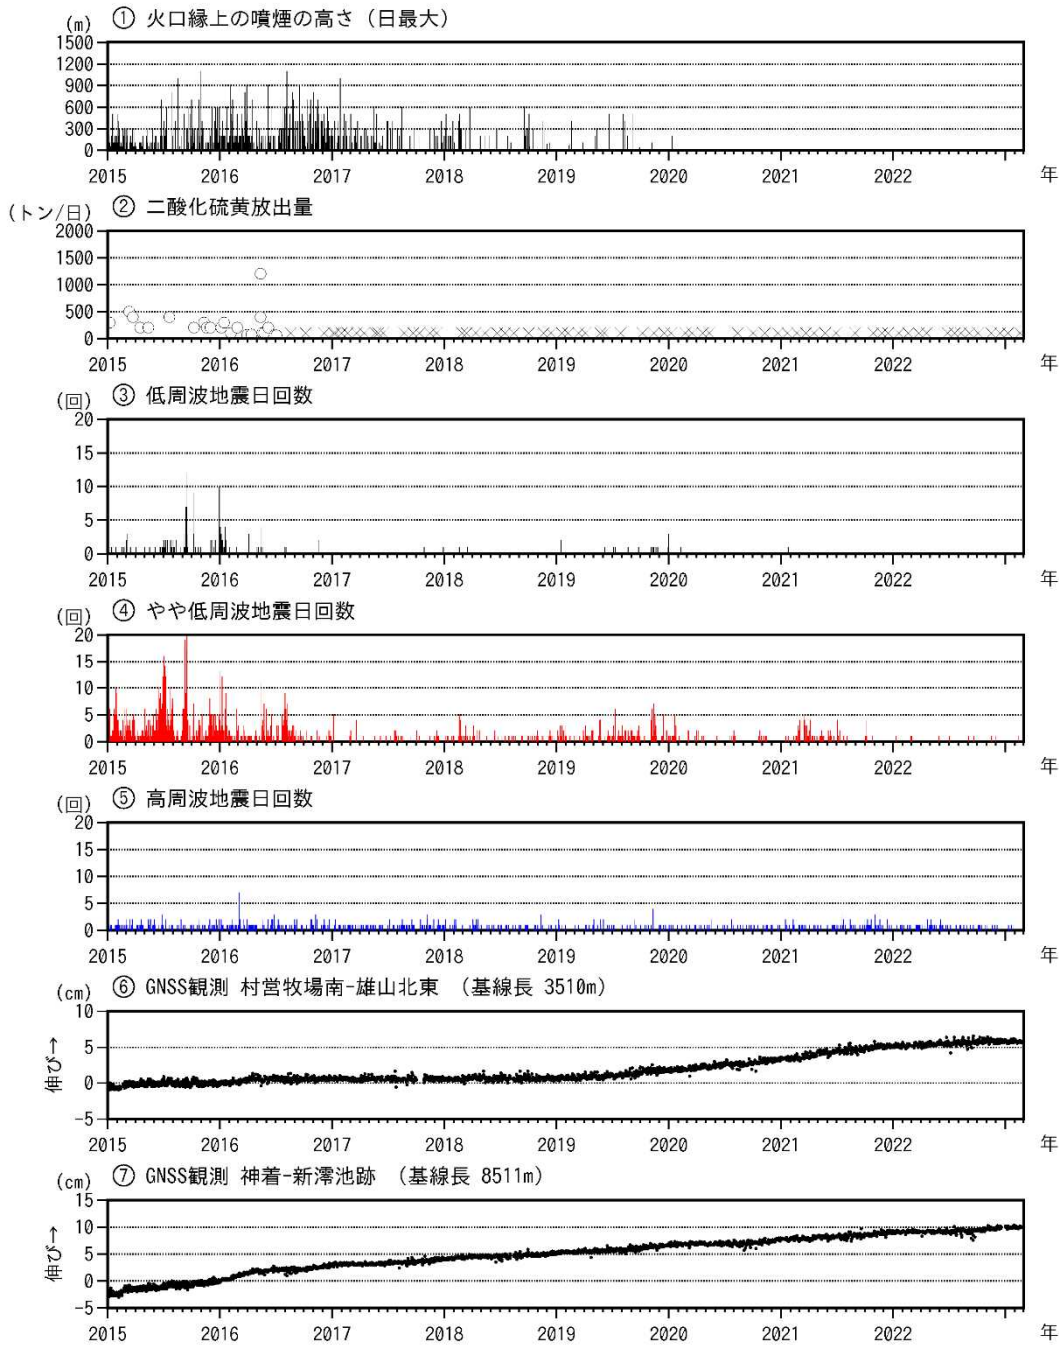 (m) ① 火口縁上の噴煙の高さ（日最大）
1500
1200
900
600
300
0
2015 2016 2017 2018 2019 2020 2021 2022 年
(トン/日) ② 二酸化硫黄放出量
2000
1500
1000
500
0
2015 2016 2017 2018 2019 2020 2021 2022 年
(回) ③ 低周波地震日回数
20
15
10
5
0
2015 2016 2017 2018 2019 2020 2021 2022 年
(回) ④ やや低周波地震日回数
20
15
10
5
0
2015 2016 2017 2018 2019 2020 2021 2022 年
(回) ⑤ 高周波地震日回数
20
15
10
5
0
2015 2016 2017 2018 2019 2020 2021 2022 年
(cm) ⑥ GNSS観測 村営牧場南-雄山北東 （基線長 3510m）
10
5
0
-5
伸び→
2015 2016 2017 2018 2019 2020 2021 2022 年
(cm) ⑦ GNSS観測 神着-新澪池跡 （基線長 8511m）
15
10
5
0
-5
伸び→
2015 2016 2017 2018 2019 2020 2021 2022 年